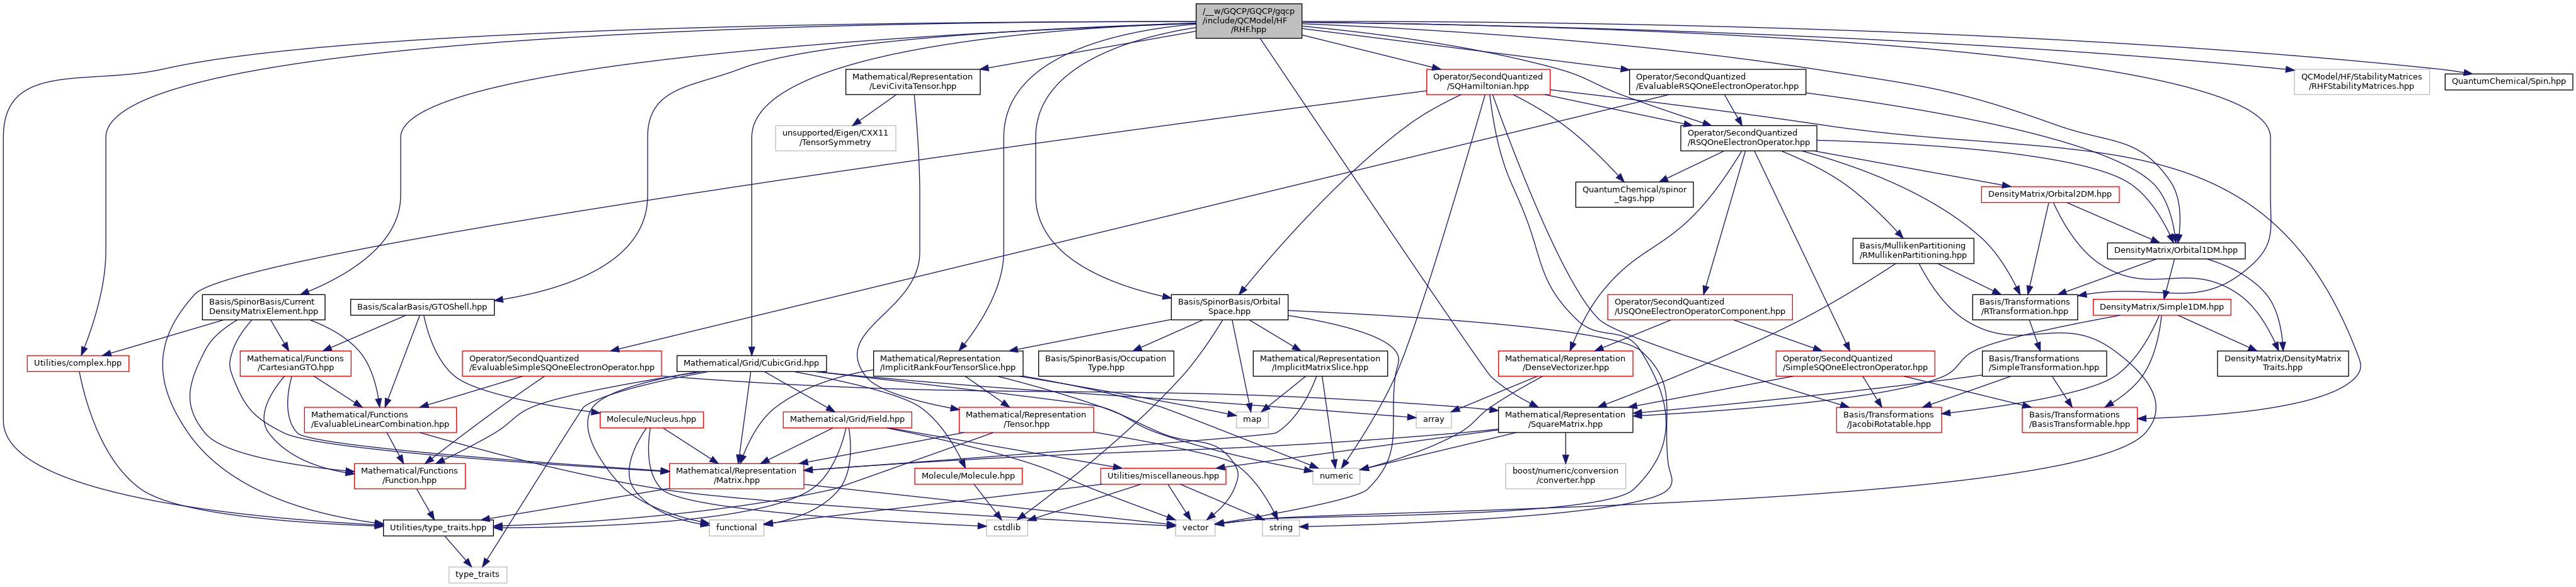 /__w/GQCP/GQCP/gqcp
/include/QCModel/HF
/RHF.hpp
Mathematical/Representation
/LeviCivitaTensor.hpp
Operator/SecondQuantized
/SQHamiltonian.hpp
Operator/SecondQuantized
/EvaluableRSQOneElectronOperator.hpp
QCModel/HF/StabilityMatrices
/RHFStabilityMatrices.hpp
QuantumChemical/Spin.hpp
unsupported/Eigen/CXX11
/TensorSymmetry
Operator/SecondQuantized
/RSQOneElectronOperator.hpp
QuantumChemical/spinor
_tags.hpp
DensityMatrix/Orbital2DM.hpp
Basis/MullikenPartitioning
/RMullikenPartitioning.hpp
DensityMatrix/Orbital1DM.hpp
Basis/SpinorBasis/Current
DensityMatrixElement.hpp
Basis/ScalarBasis/GTOShell.hpp
Basis/SpinorBasis/Orbital
Space.hpp
Operator/SecondQuantized
/USQOneElectronOperatorComponent.hpp
Basis/Transformations
/RTransformation.hpp
DensityMatrix/Simple1DM.hpp
Utilities/complex.hpp
Mathematical/Functions
/CartesianGTO.hpp
Operator/SecondQuantized
/EvaluableSimpleSQOneElectronOperator.hpp
Mathematical/Grid/CubicGrid.hpp
Mathematical/Representation
/ImplicitRankFourTensorSlice.hpp
Basis/SpinorBasis/Occupation
Type.hpp
Mathematical/Representation
/ImplicitMatrixSlice.hpp
Mathematical/Representation
/DenseVectorizer.hpp
Operator/SecondQuantized
/SimpleSQOneElectronOperator.hpp
Basis/Transformations
/SimpleTransformation.hpp
DensityMatrix/DensityMatrix
Traits.hpp
Mathematical/Functions
/EvaluableLinearCombination.hpp
Molecule/Nucleus.hpp
Mathematical/Grid/Field.hpp
Mathematical/Representation
/Tensor.hpp
map
array
Mathematical/Representation
/SquareMatrix.hpp
Basis/Transformations
/JacobiRotatable.hpp
Basis/Transformations
/BasisTransformable.hpp
Mathematical/Functions
/Function.hpp
Mathematical/Representation
/Matrix.hpp
Molecule/Molecule.hpp
Utilities/miscellaneous.hpp
numeric
boost/numeric/conversion
/converter.hpp
Utilities/type_traits.hpp
functional
cstdlib
vector
string
type_traits